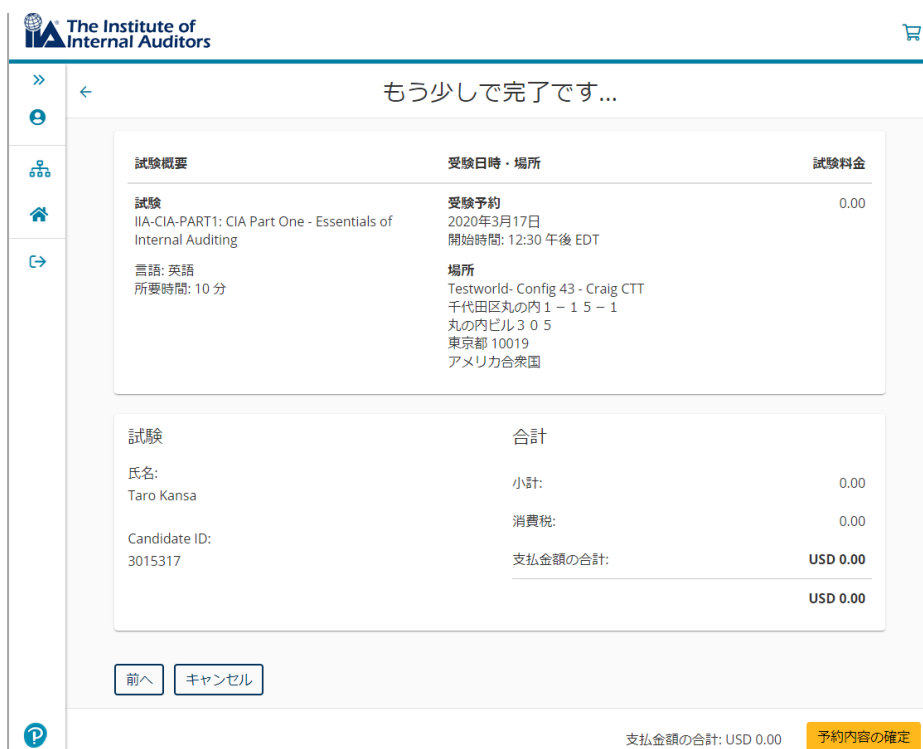 The Institute of
Internal Auditors
もう少しで完了です...
試験概要
受験日時・場所
試験料金
試験
IIA-CIA-PART1: CIA Part One - Essentials of
Internal Auditing
言語: 英語
所要時間: 10 分
受験予約
2020年3月17日
開始時間: 12:30 午後 EDT
場所
Testworld- Config 43 - Craig CTT
千代田区丸の内1－15－1
丸の内ビル305
東京都 10019
アメリカ合衆国
0.00
試験
氏名:
Taro Kansa
Candidate ID:
3015317
合計
小計: 0.00
消費税: 0.00
支払金額の合計: USD 0.00
USD 0.00
前へ キャンセル
支払金額の合計: USD 0.00 予約内容の確定